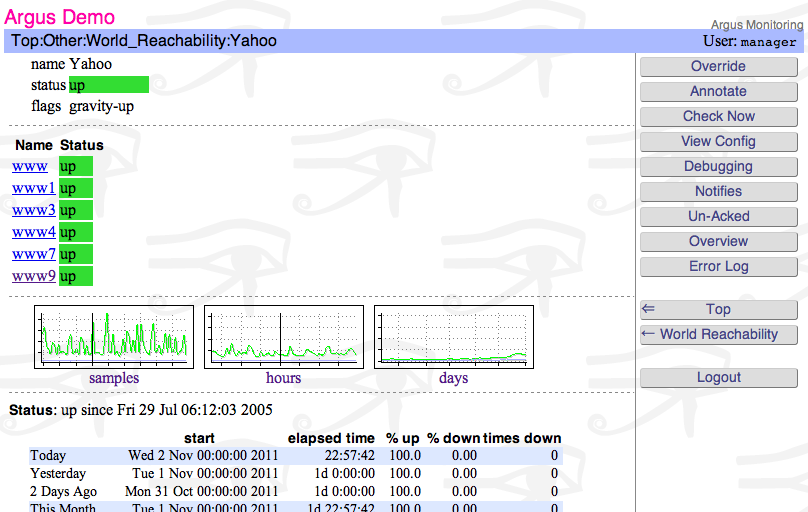 Argus Demo
Argus Monitoring
Top:Other:World_Reachability:Yahoo
User: manager
name Yahoo
status up
flags gravity-up
Name Status
www up
www1 up
www3 up
www4 up
www7 up
www9 up
samples hours days
Status: up since Fri 29 Jul 06:12:03 2005
start elapsed time % up % down times down
Today Wed 2 Nov 00:00:00 2011 22:57:42 100.0 0.00 0
Yesterday Tue 1 Nov 00:00:00 2011 1d 0:00:00 100.0 0.00 0
2 Days Ago Mon 31 Oct 00:00:00 2011 1d 0:00:00 100.0 0.00 0
This Month Tue 1 Nov 00:00:00 2011 1d 22:57:42 100.0 0.00 0
Override
Annotate
Check Now
View Config
Debugging
Notifies
Un-Acked
Overview
Error Log
⇐ Top
← World Reachability
Logout